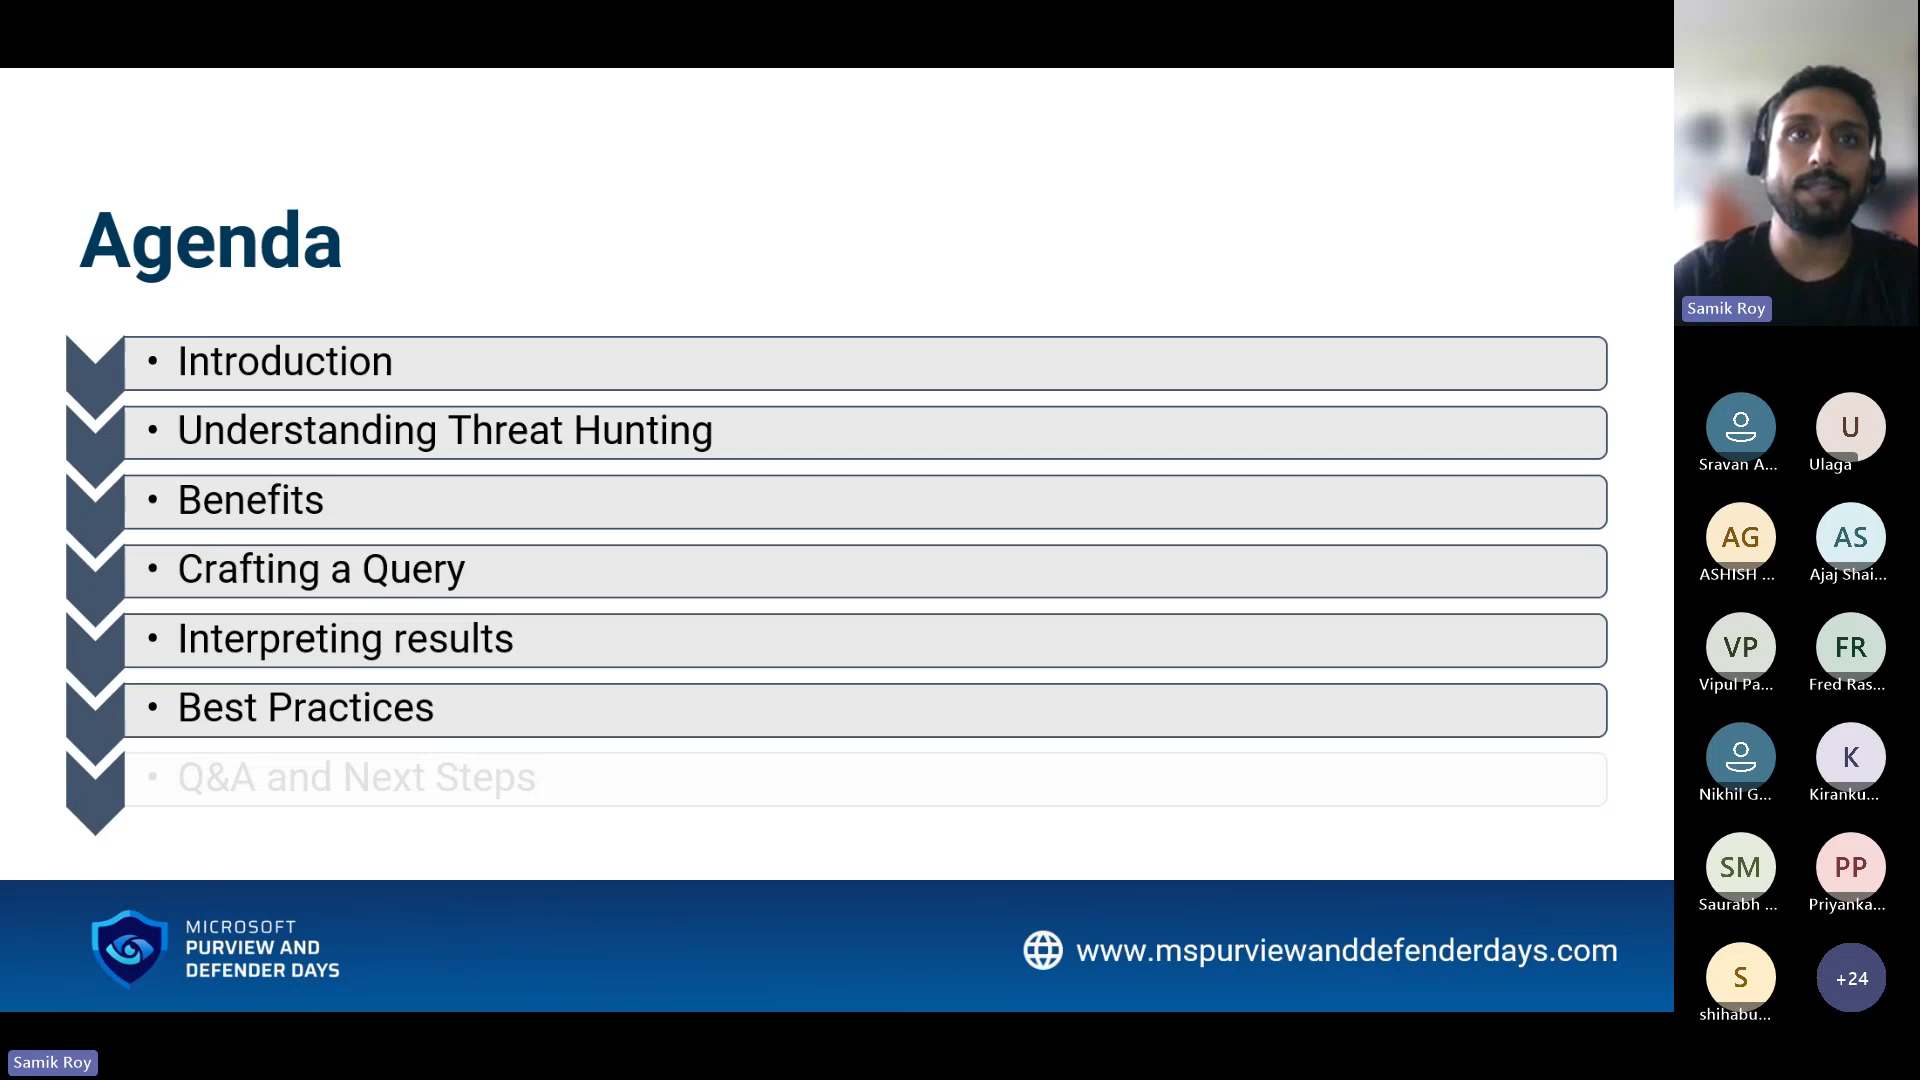 Agenda
• Introduction
• Understanding Threat Hunting
• Benefits
• Crafting a Query
• Interpreting results
• Best Practices
• Q&A and Next Steps
MICROSOFT
PURVIEW AND
DEFENDER DAYS
www.mspurviewanddefenderdays.com
Samik Roy
Samik Roy
Sravan A...
U
Ulaga
AG
ASHISH ...
AS
Ajaj Shai...
VP
Vipul Pa...
FR
Fred Ras...
Nikhil G...
K
Kiranku...
SM
Saurabh ...
PP
Priyanka...
S
shihabu...
+24